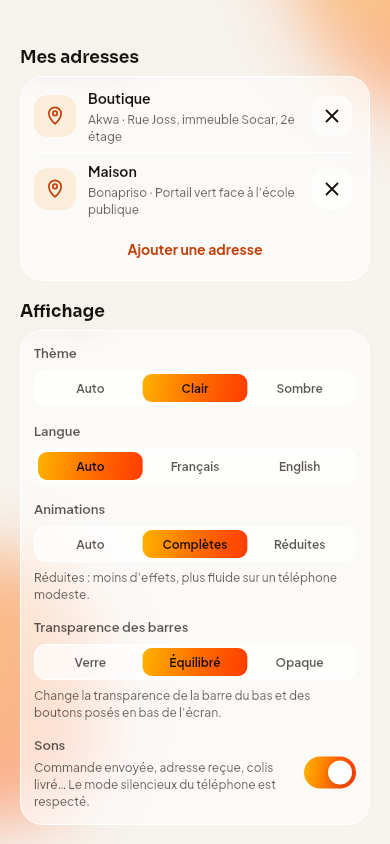 Mes adresses
Boutique
Akwa · Rue Joss, immeuble Socar, 2e
étage
Maison
Bonapriso · Portail vert face à l'école
publique
Ajouter une adresse
Affichage
Thème
Auto Clair Sombre
Langue
Auto Français English
Animations
Auto Complètes Réduites
Réduites : moins d'effets, plus fluide sur un téléphone
modeste.
Transparence des barres
Verre Équilibré Opaque
Change la transparence de la barre du bas et des
boutons posés en bas de l'écran.
Sons
Commande envoyée, adresse reçue, colis
livré… Le mode silencieux du téléphone est
respecté.